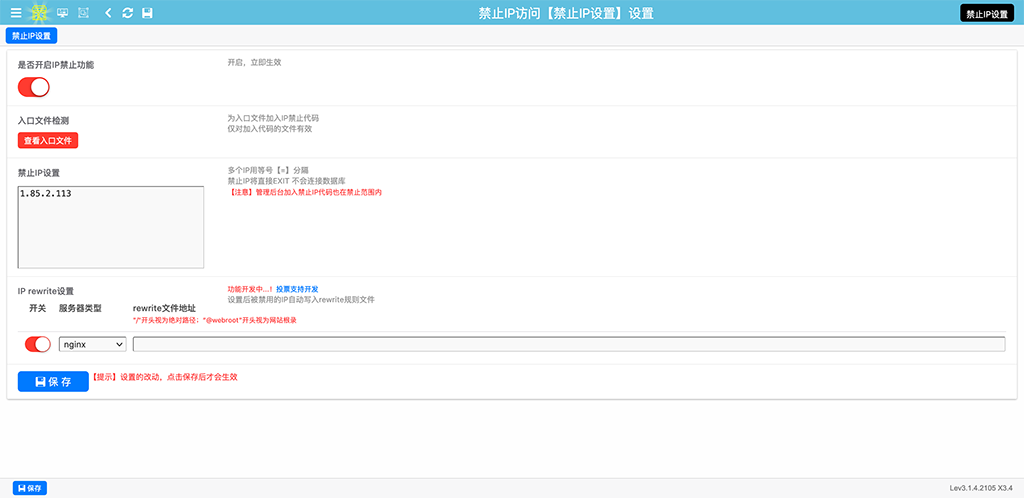 禁止IP访问【禁止IP设置】设置
禁止IP设置
禁止IP设置
是否开启IP禁止功能
开启，立即生效
入口文件检测
为入口文件加入IP禁止代码
仅对加入代码的文件有效
查看入口文件
禁止IP设置
多个IP用等号【=】分隔
禁止IP将直接EXIT 不会连接数据库
【注意】管理后台加入禁止IP代码也在禁止范围内
1.85.2.113
IP rewrite设置
功能开发中...! 投票支持开发
设置后被禁用的IP自动写入rewrite规则文件
开关 服务器类型 rewrite文件地址
"/"开头视为绝对路径；"@webroot"开头视为网站根录
nginx
保存 【提示】设置的改动，点击保存后才会生效
保存
Lev3.1.4.2105 X3.4